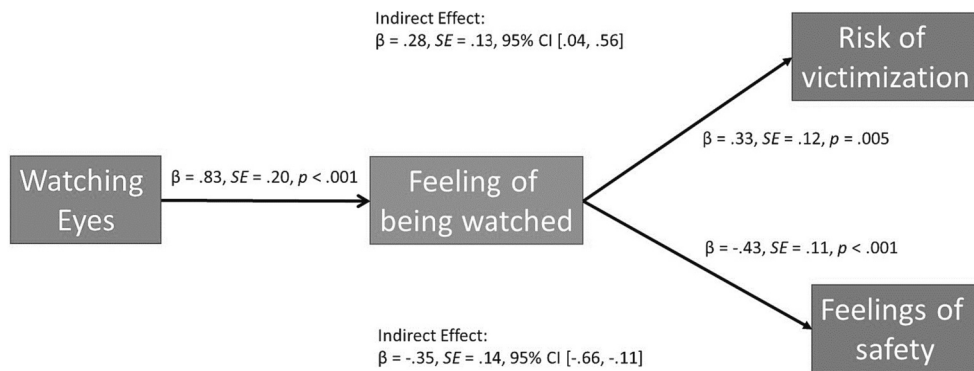 Indirect Effect:
β = .28, SE = .13, 95% CI [.04, .56]
Risk of
victimization
β = .33, SE = .12, p = .005
Watching
Eyes
β = .83, SE = .20, p < .001
Feeling of
being watched
β = -.43, SE = .11, p < .001
Feelings of
safety
Indirect Effect:
β = -.35, SE = .14, 95% CI [-.66, -.11]